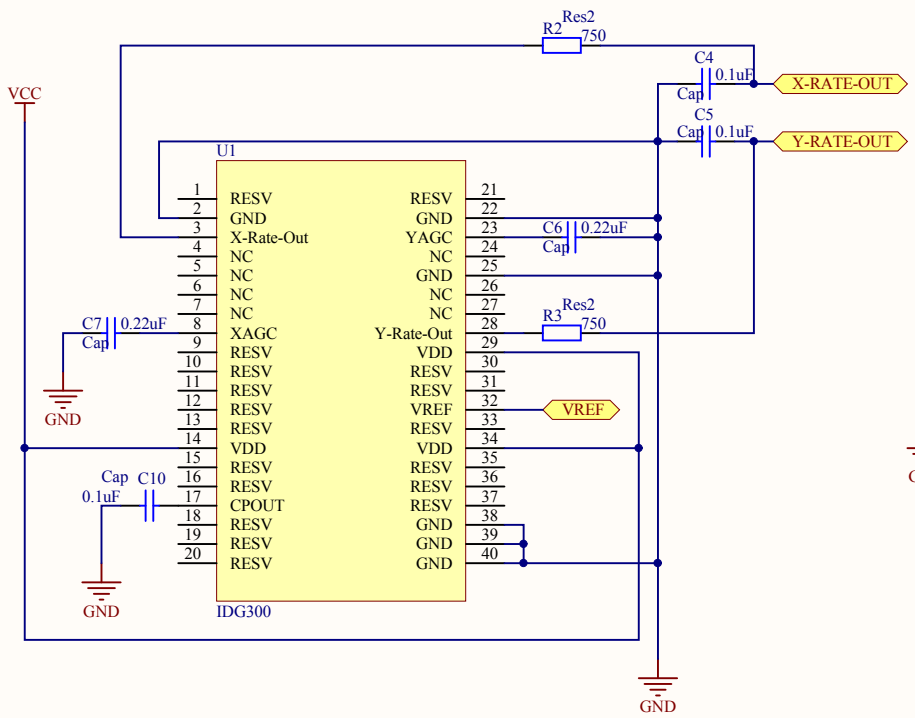 Res2
R2 750
C4
0.1uF
Cap
X-RATE-OUT
VCC
C5
0.1uF
Cap
Y-RATE-OUT
U1
1 RESV RESV 21
2 GND GND 22
3 X-Rate-Out YAGC 23
C6 0.22uF
Cap
4 NC NC 24
5 NC GND 25
6 NC NC 26
7 NC NC 27
Res2
R3 750
C7 0.22uF
Cap
8 XAGC Y-Rate-Out 28
9 RESV VDD 29
10 RESV RESV 30
11 RESV RESV 31
12 RESV VREF 32
VREF
GND
13 RESV RESV 33
14 VDD VDD 34
15 RESV RESV 35
16 RESV RESV 36
Cap C10
0.1uF
17 CPOUT RESV 37
18 RESV GND 38
19 RESV GND 39
20 RESV GND 40
GND
IDG300
GND